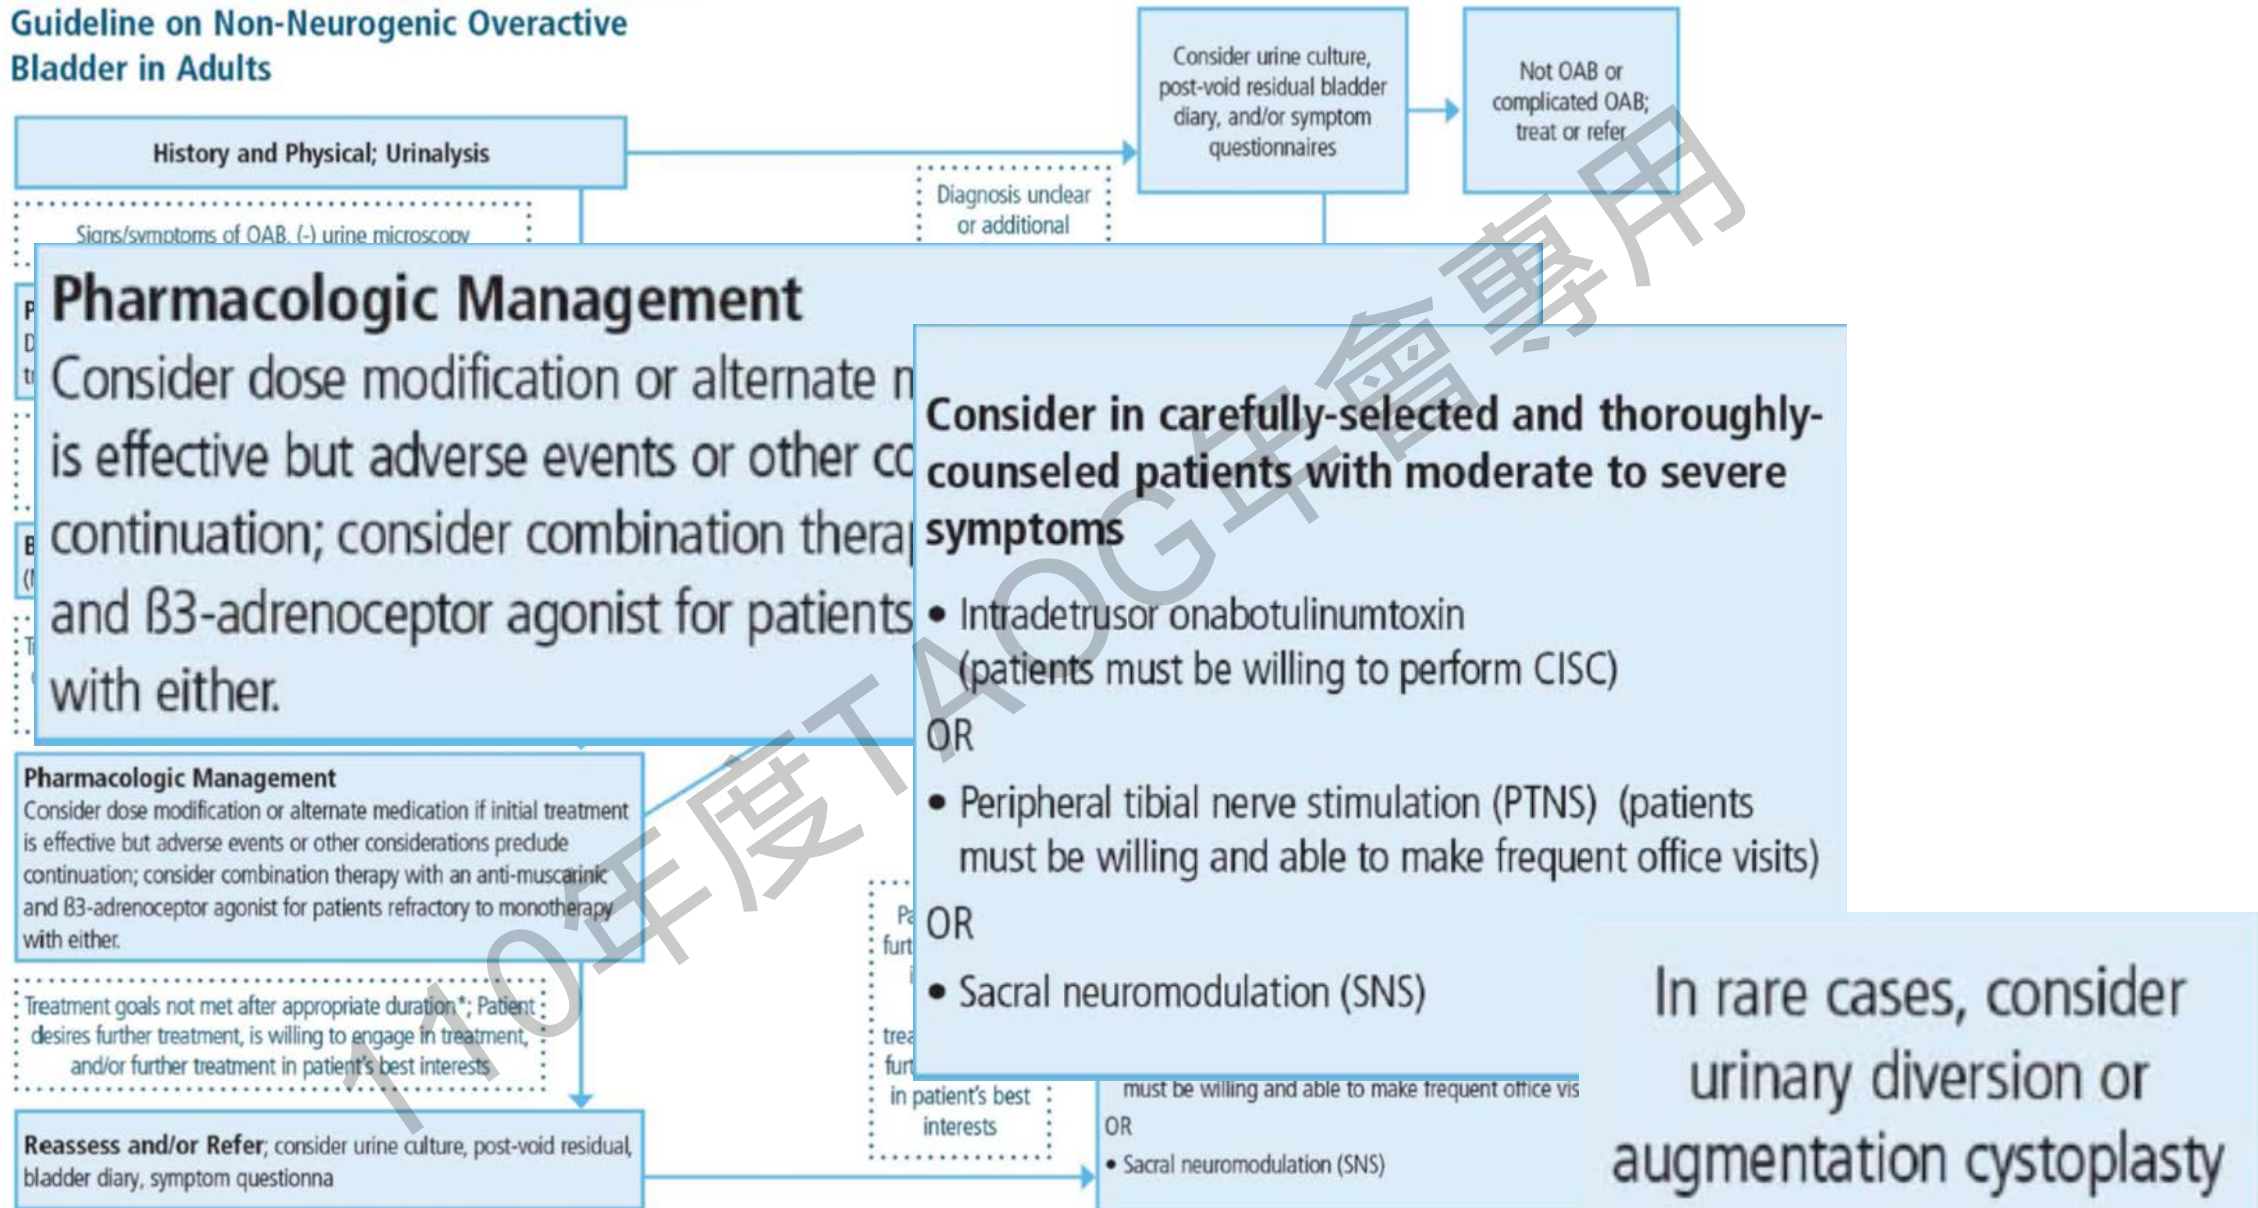 Guideline on Non-Neurogenic Overactive
Bladder in Adults
History and Physical; Urinalysis
Consider urine culture,
post-void residual bladder
diary, and/or symptom
questionnaires
Not OAB or
complicated OAB;
treat or refer
Diagnosis unclear
or additional
Signs/symptoms of OAB, (-) urine microscopy
Pharmacologic Management
Consider dose modification or alternate
is effective but adverse events or other
continuation; consider combination
and ß3-adrenoceptor agonist for patients
with either.
Consider in carefully-selected and thoroughly-
counseled patients with moderate to severe
symptoms
• Intradetrusor onabotulinumtoxin
(patients must be willing to perform CISC)
OR
• Peripheral tibial nerve stimulation (PTNS) (patients
must be willing and able to make frequent office visits)
OR
• Sacral neuromodulation (SNS)
In rare cases, consider
urinary diversion or
augmentation cystoplasty
Pharmacologic Management
Consider dose modification or alternate medication if initial treatment
is effective but adverse events or other considerations preclude
continuation; consider combination therapy with an anti-muscarinic
and ß3-adrenoceptor agonist for patients refractory to monotherapy
with either.
Treatment goals not met after appropriate duration*; Patient
desires further treatment, is willing to engage in treatment,
and/or further treatment in patient's best interests
Reassess and/or Refer; consider urine culture, post-void residual,
bladder diary, symptom questionna
in patient's best
interests
must be willing and able to make frequent office vis
OR
• Sacral neuromodulation (SNS)
110年度TAOG年會專用